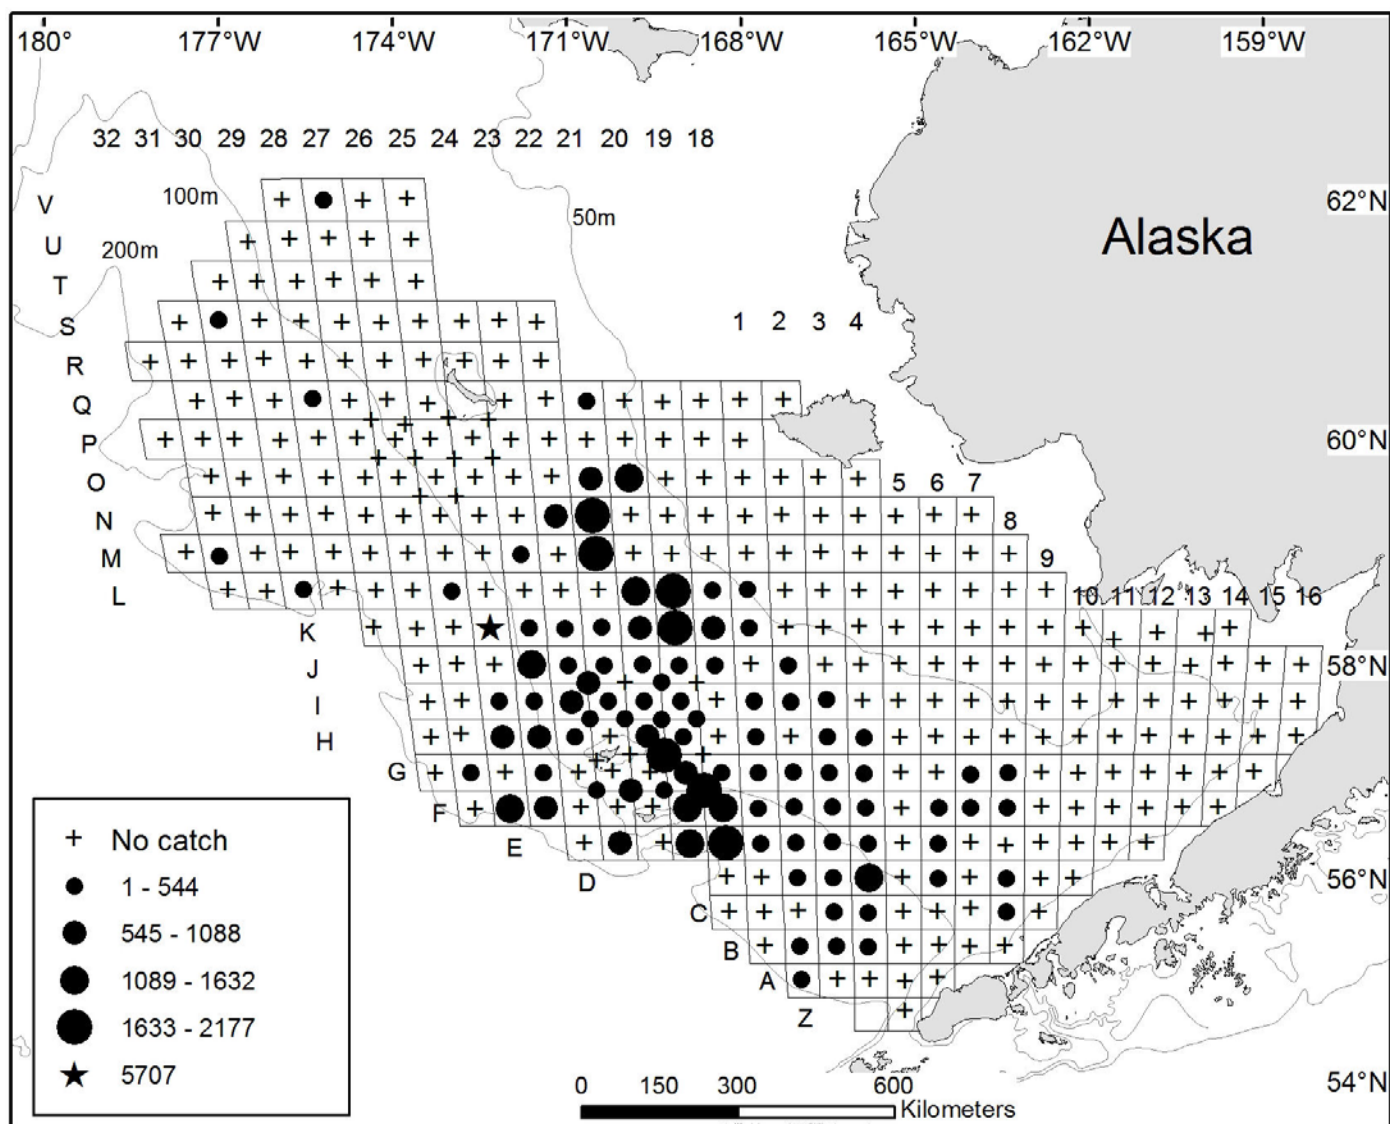 180° 177°W 174°W 171°W 168°W 165°W 162°W 159°W
32 31 30 29 28 27 26 25 24 23 22 21 20 19 18
V 100m 50m 62°N
U 200m Alaska
T
S 1 2 3 4
R
Q
P 60°N
O 5 6 7
N 8
M 9
L 10 11 12 13 14 15 16
K
J 58°N
I
H
G
F
E
D 56°N
C
B
A
Z
No catch
1 - 544
545 - 1088
1089 - 1632
1633 - 2177
5707
54°N
0 150 300 600
Kilometers